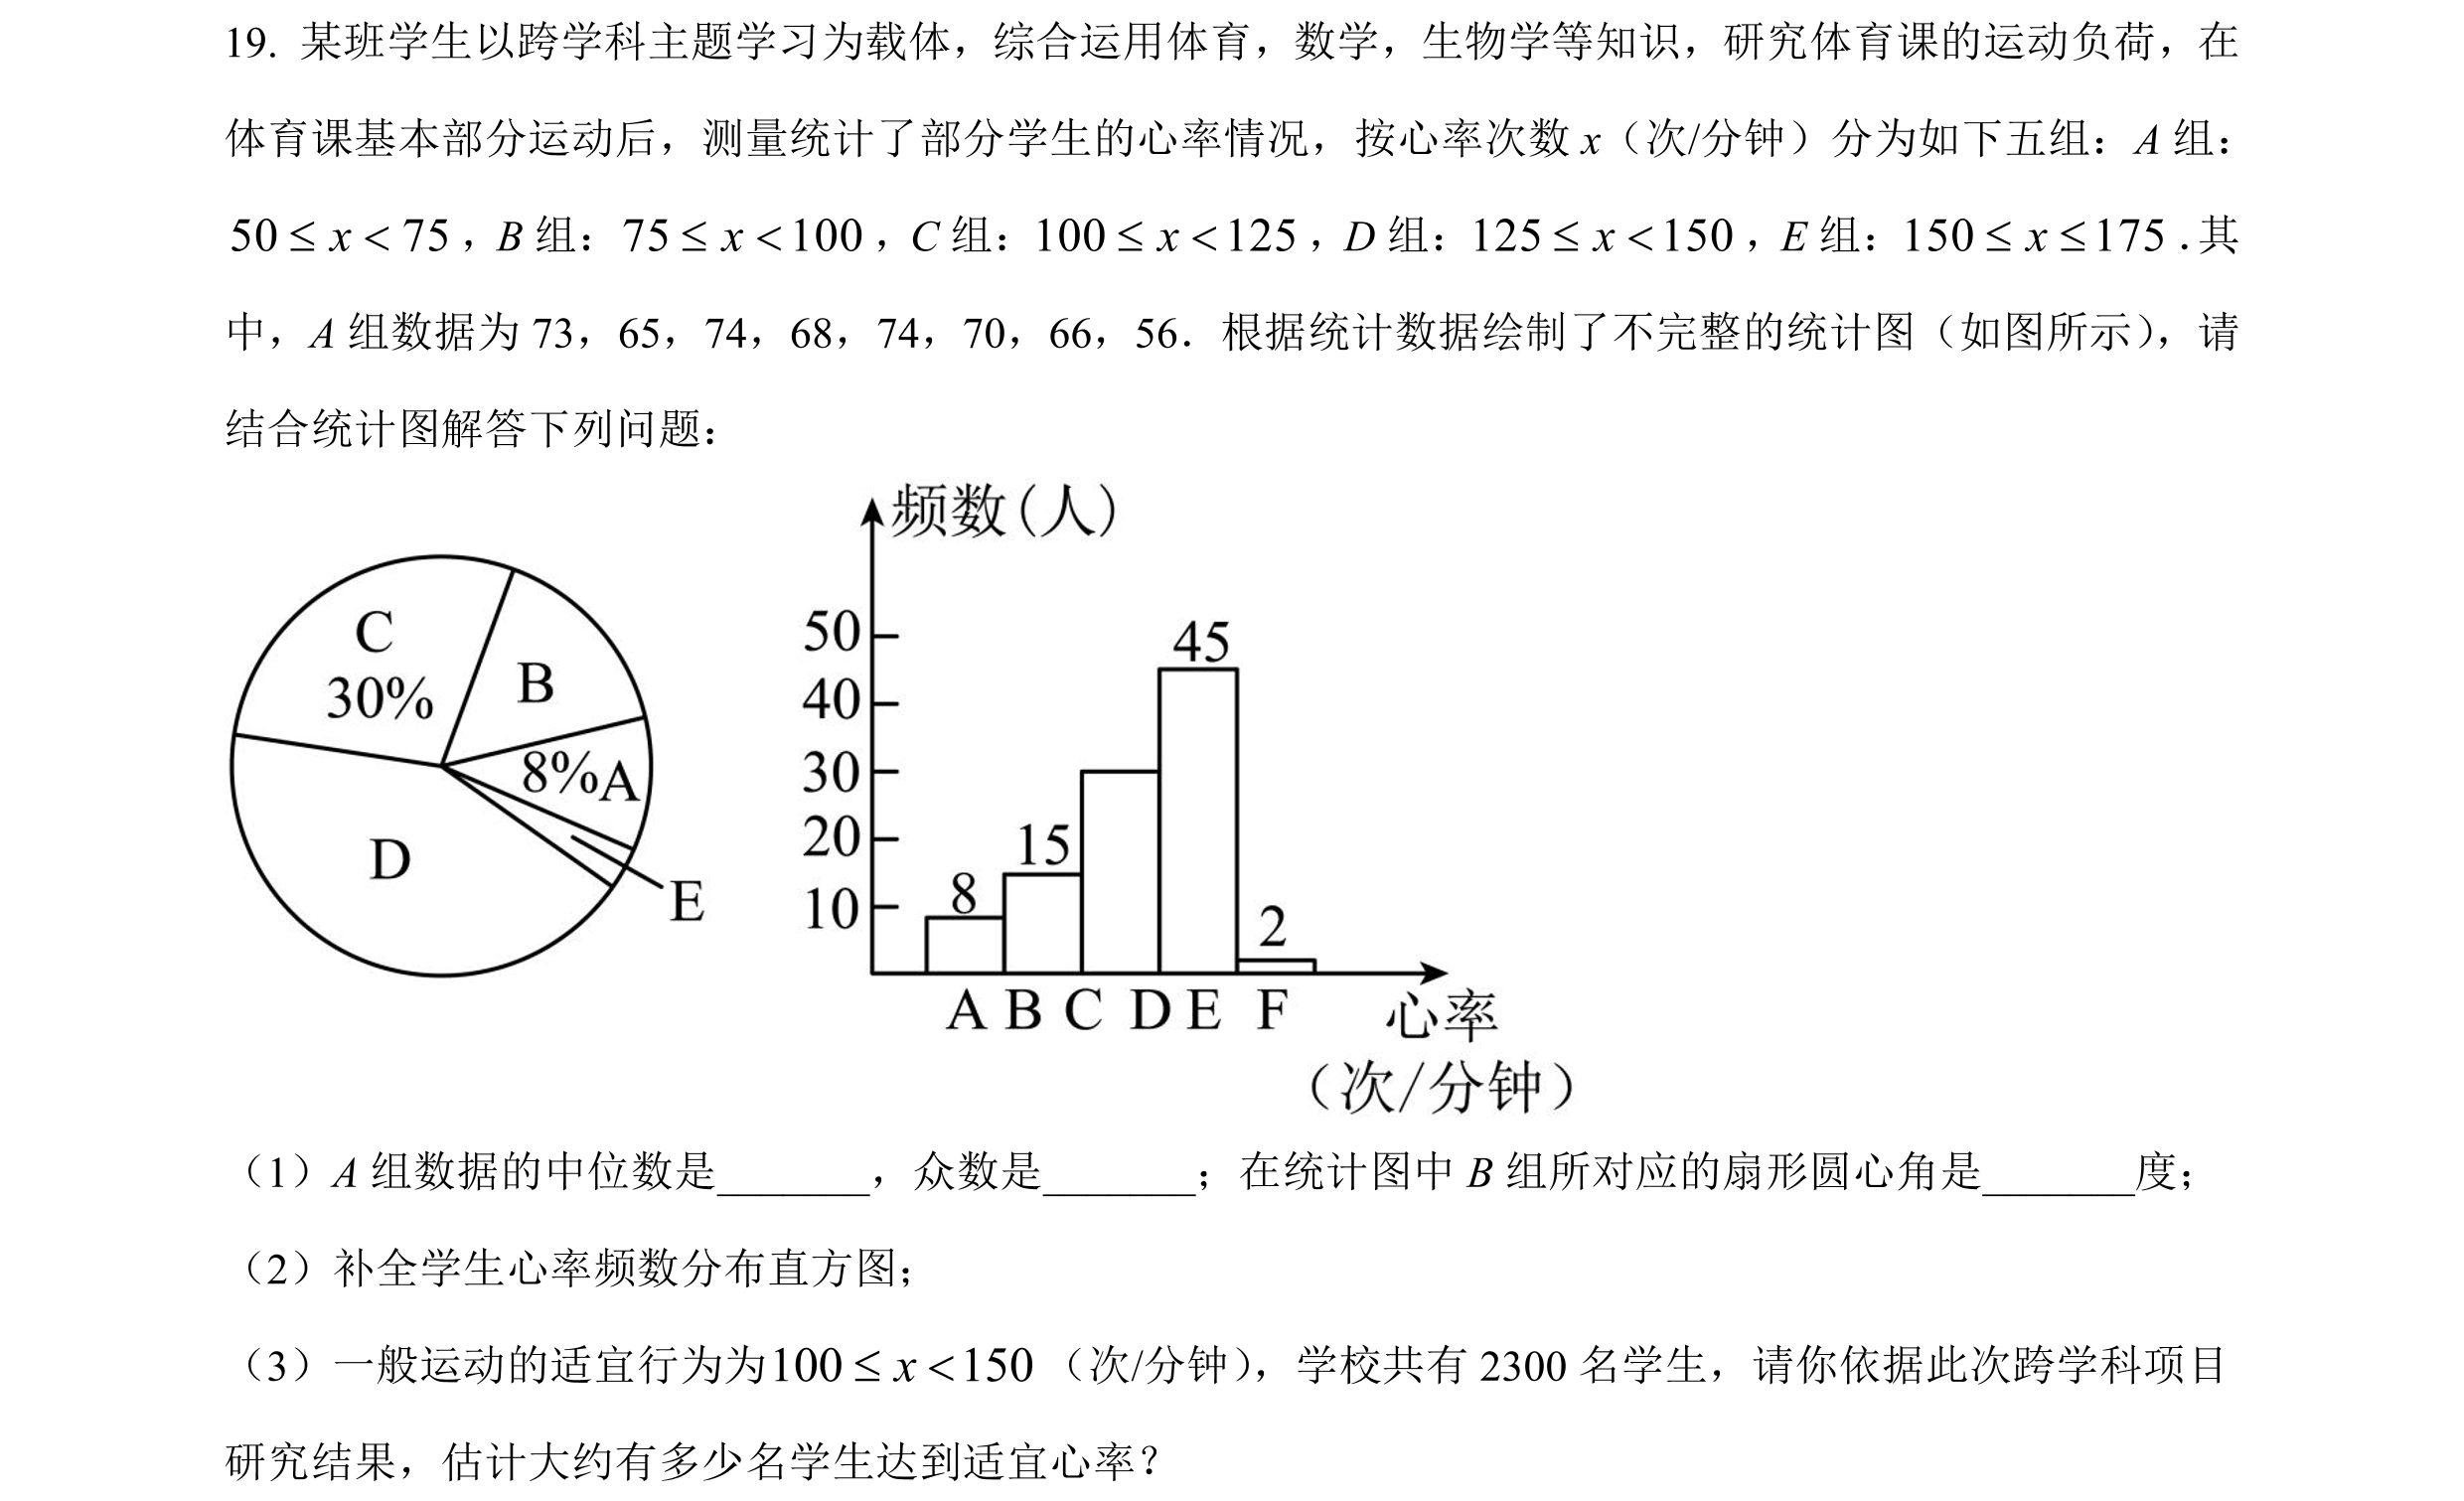 19. 某班学生以跨学科主题学习为载体，综合运用体育，数学，生物学等知识，研究体育课的运动负荷，在
体育课基本部分运动后，测量统计了部分学生的心率情况，按心率次数 x（次/分钟）分为如下五组：A 组：
50 ≤ x < 75，B 组：75 ≤ x < 100，C 组：100 ≤ x < 125，D 组：125 ≤ x < 150，E 组：150 ≤ x ≤ 175．其
中，A 组数据为 73，65，74，68，74，70，66，56．根据统计数据绘制了不完整的统计图（如图所示），请
结合统计图解答下列问题：
C
30%
B
8%A
D
E
频数(人)
50
40
30
20
10
8
15
45
2
A B C D E F
心率
（次/分钟）
（1）A 组数据的中位数是_______，众数是_______；在统计图中 B 组所对应的扇形圆心角是_______度；
（2）补全学生心率频数分布直方图；
（3）一般运动的适宜行为为100 ≤ x < 150（次/分钟），学校共有 2300 名学生，请你依据此次跨学科项目
研究结果，估计大约有多少名学生达到适宜心率？